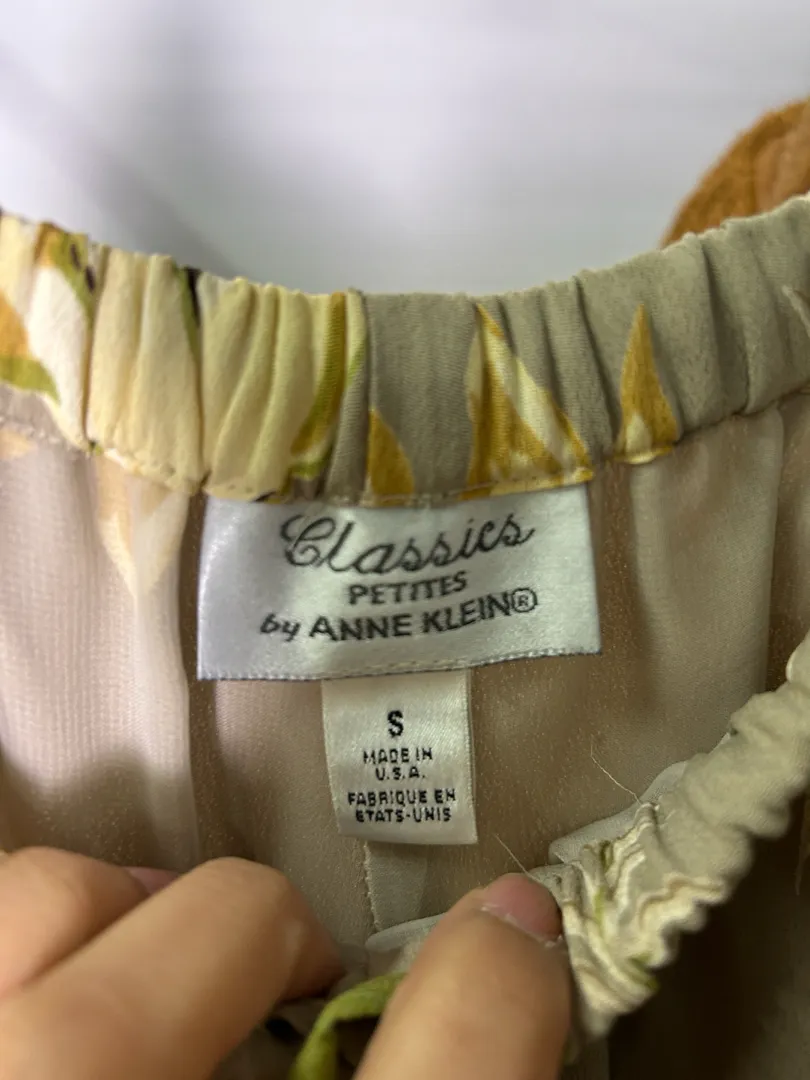 Classics
PETITES
by ANNE KLEIN®
S
MADE IN
U.S.A.
FABRIQUE EN
ETATS-UNIS